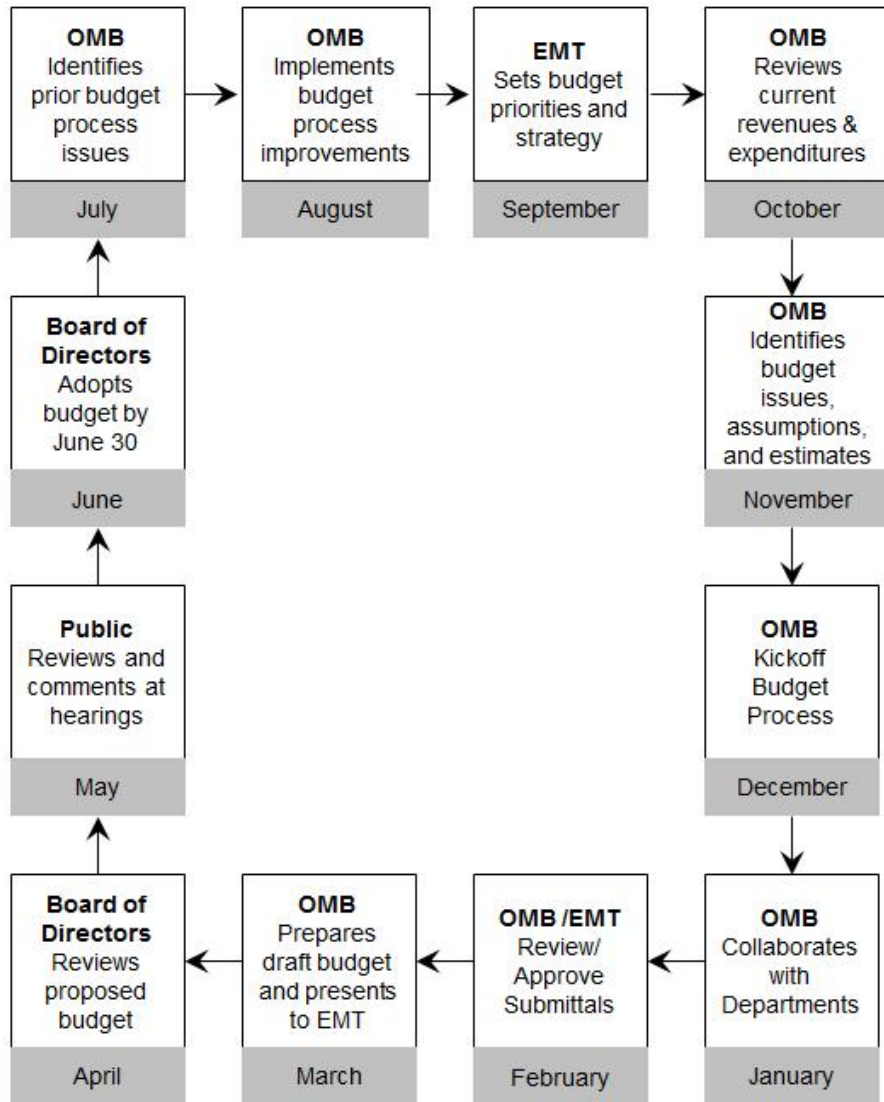 OMB
Identifies
prior budget
process
issues
July
OMB
Implements
budget
process
improvements
August
EMT
Sets budget
priorities and
strategy
September
OMB
Reviews
current
revenues &
expenditures
October
OMB
Identifies
budget
issues,
assumptions,
and estimates
November
OMB
Kickoff
Budget
Process
December
OMB
Collaborates
with
Departments
January
OMB /EMT
Review/
Approve
Submittals
February
OMB
Prepares
draft budget
and presents
to EMT
March
Board of
Directors
Reviews
proposed
budget
April
Public
Reviews and
comments at
hearings
May
Board of
Directors
Adopts
budget by
June 30
June